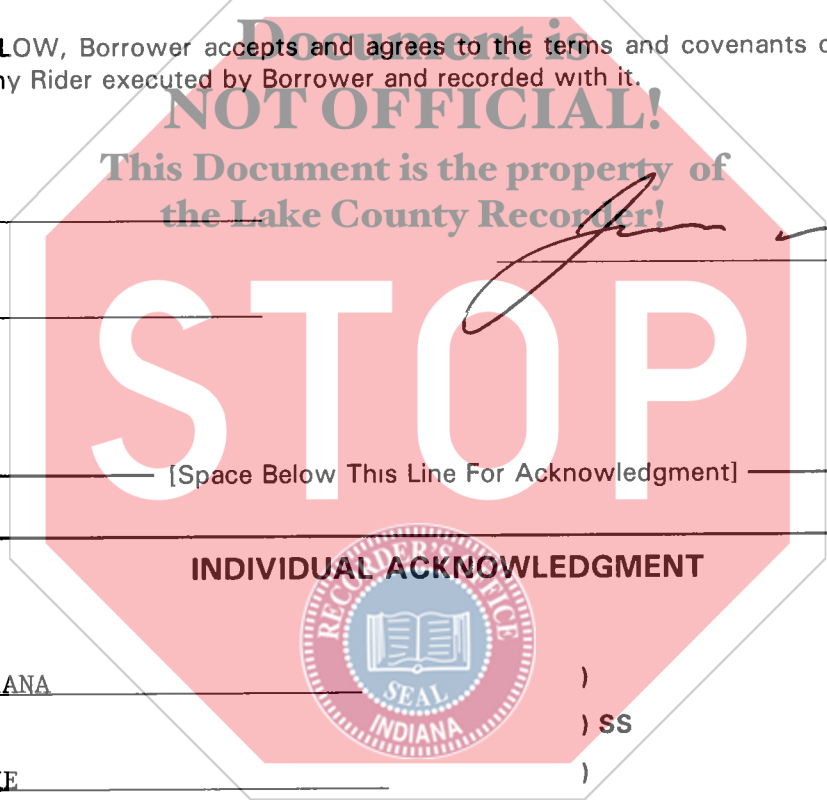 Document is
LOW, Borrower accepts and agrees to the terms and covenants
ny Rider executed by Borrower and recorded with it.
NOT OFFICIAL!
This Document is the property of
the Lake County Recorder!
STOP
[Space Below This Line For Acknowledgment]
INDIVIDUAL ACKNOWLEDGMENT
RECORDER'S OFFICE
SEAL
INDIANA
ANA )
) SS
E )